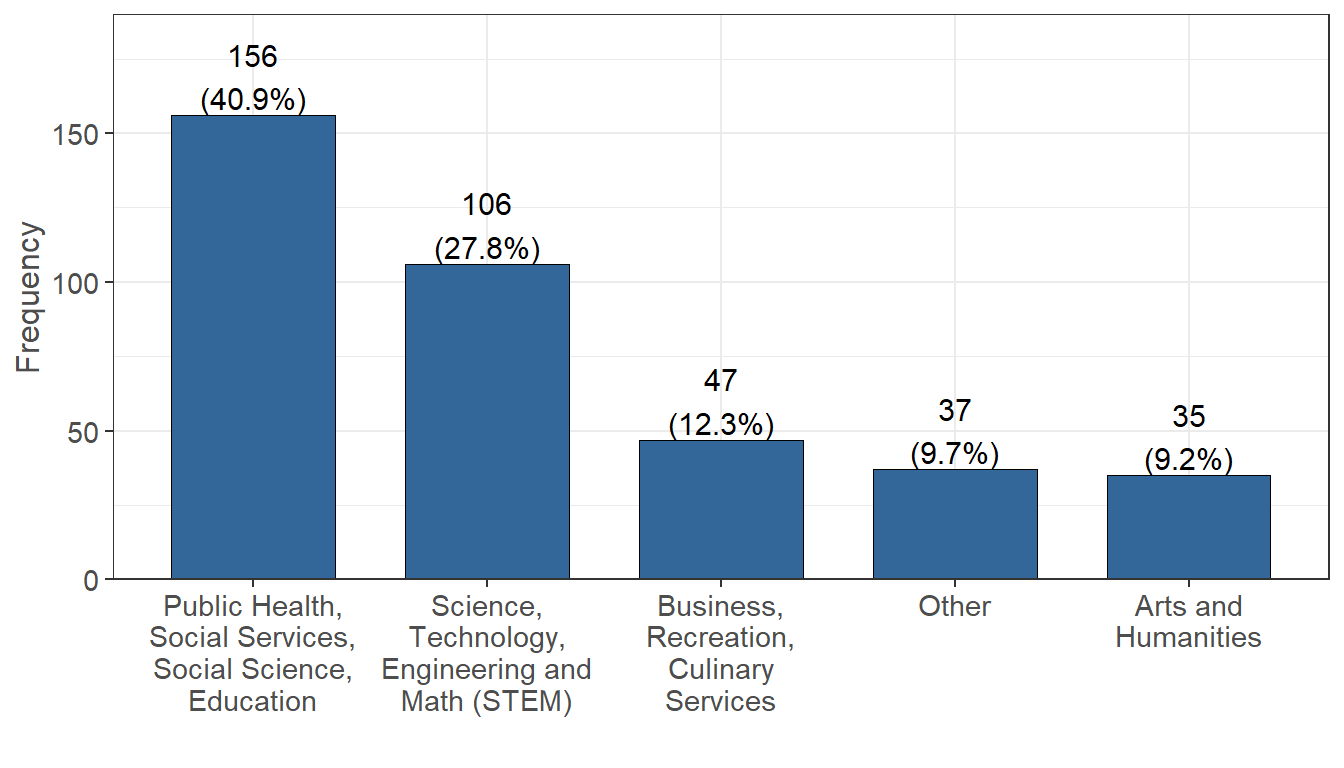 156
(40.9%)
106
(27.8%)
47
(12.3%)
37
(9.7%)
35
(9.2%)
Frequency
150
100
50
0
Public Health,
Social Services,
Social Science,
Education
Science,
Technology,
Engineering and
Math (STEM)
Business,
Recreation,
Culinary
Services
Other
Arts and
Humanities